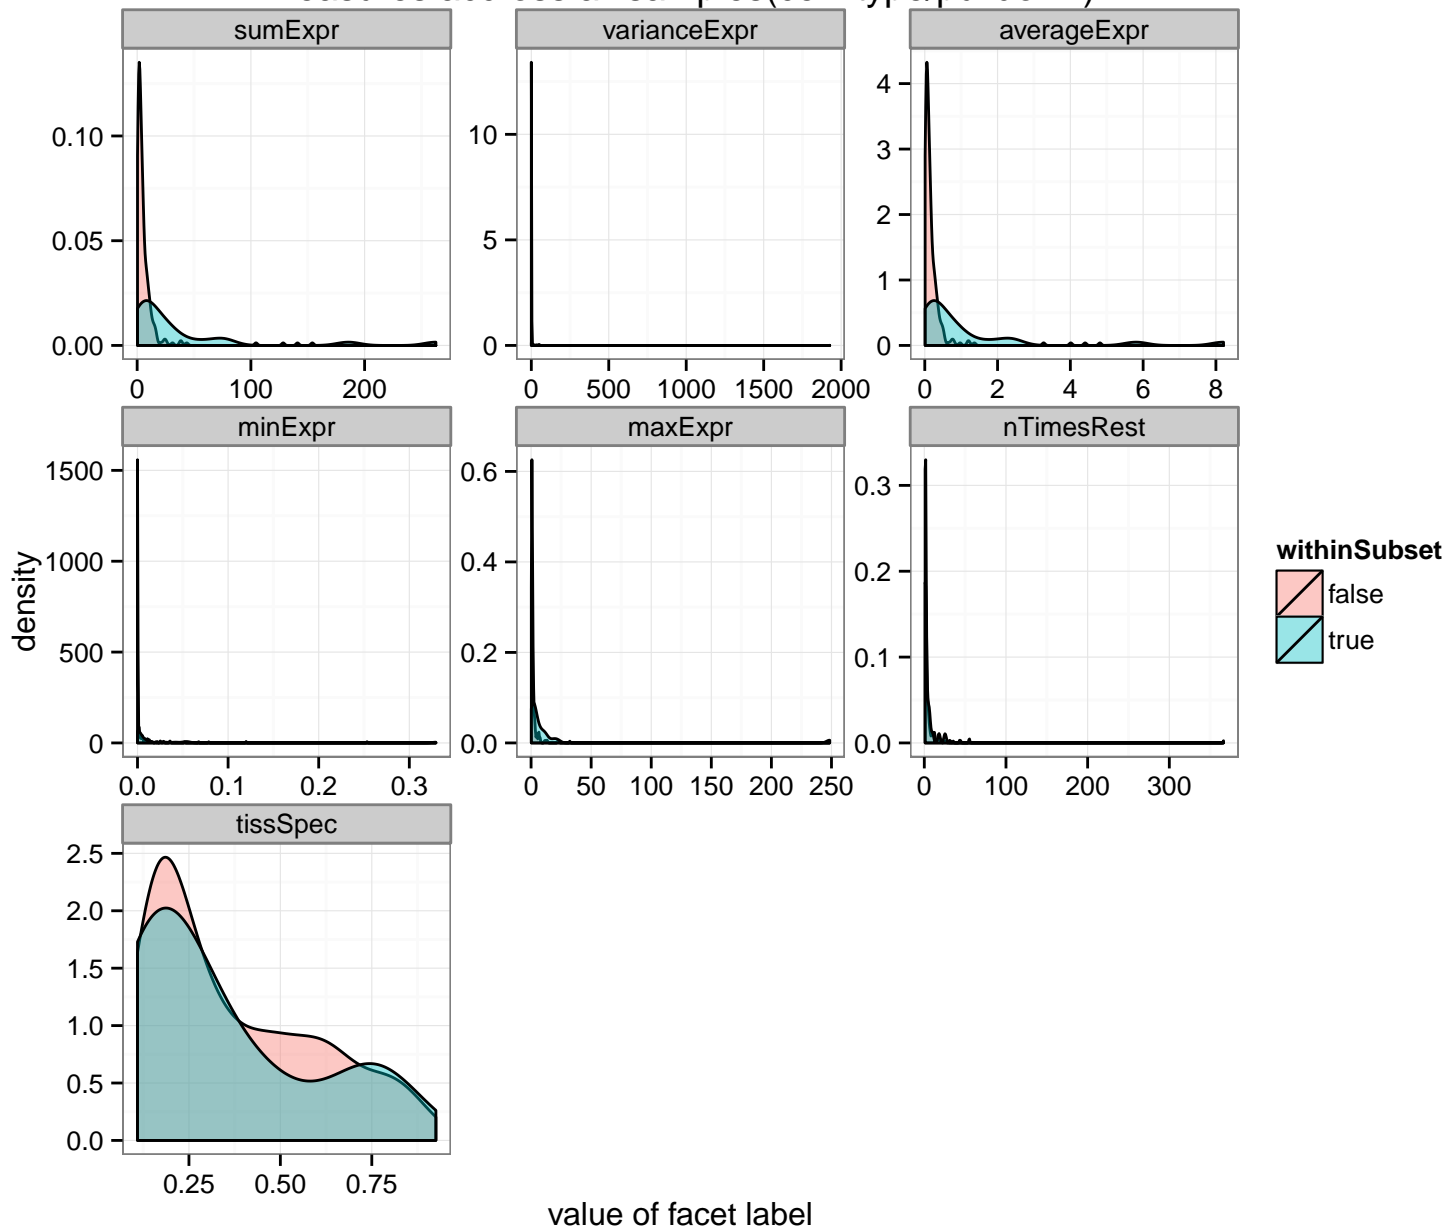 sumExpr varianceExpr averageExpr
0.10
0.05
0.00
0 100 200
10
5
0
0 500 1000 1500 2000
4
3
2
1
0
0 2 4 6 8
minExpr maxExpr nTimesRest
1500
1000
500
0
0.0 0.1 0.2 0.3
0.6
0.4
0.2
0.0
0 50 100 150 200 250
0.3
0.2
0.1
0.0
0 100 200 300
density
withinSubset
false
true
tissSpec
2.5
2.0
1.5
1.0
0.5
0.0
0.25 0.50 0.75
value of facet label